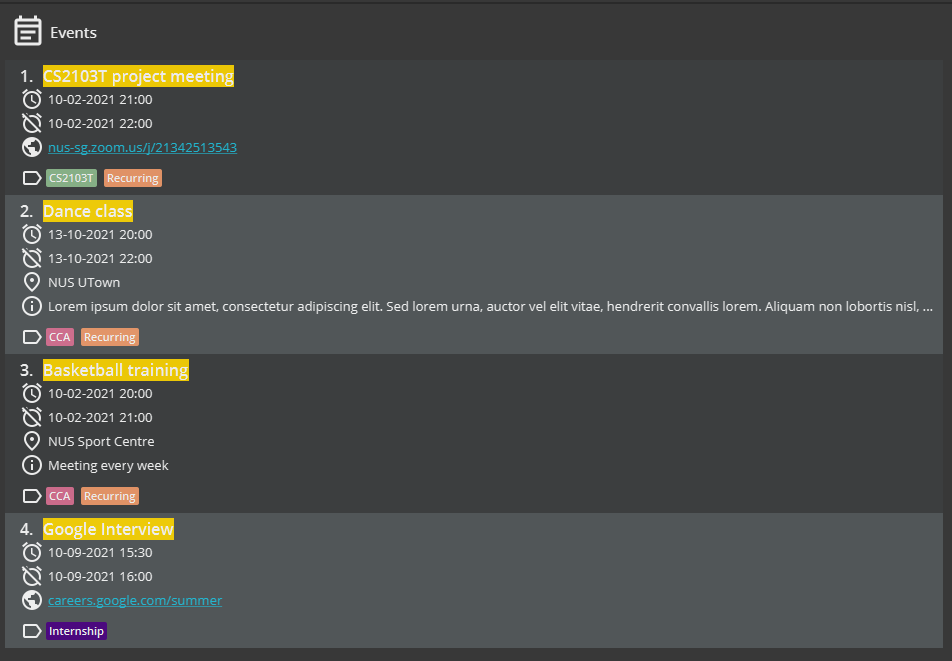 Events
1. CS2103T project meeting
10-02-2021 21:00
10-02-2021 22:00
nus-sg.zoom.us/j/21342513543
CS2103T Recurring
2. Dance class
13-10-2021 20:00
13-10-2021 22:00
NUS UTown
Lorem ipsum dolor sit amet, consectetur adipiscing elit. Sed lorem urna, auctor vel elit vitae, hendrerit convallis lorem. Aliquam non lobortis nisl, ...
CCA Recurring
3. Basketball training
10-02-2021 20:00
10-02-2021 21:00
NUS Sport Centre
Meeting every week
CCA Recurring
4. Google Interview
10-09-2021 15:30
10-09-2021 16:00
careers.google.com/summer
Internship